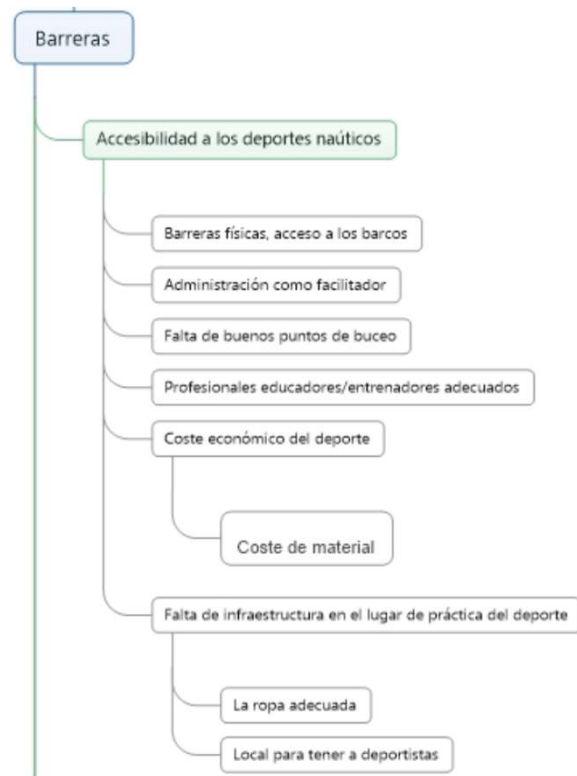 Barreras
Accesibilidad a los deportes naúticos
Barreras físicas, acceso a los barcos
Administración como facilitador
Falta de buenos puntos de buceo
Profesionales educadores/entrenadores adecuados
Coste económico del deporte
Coste de material
Falta de infraestructura en el lugar de práctica del deporte
La ropa adecuada
Local para tener a deportistas